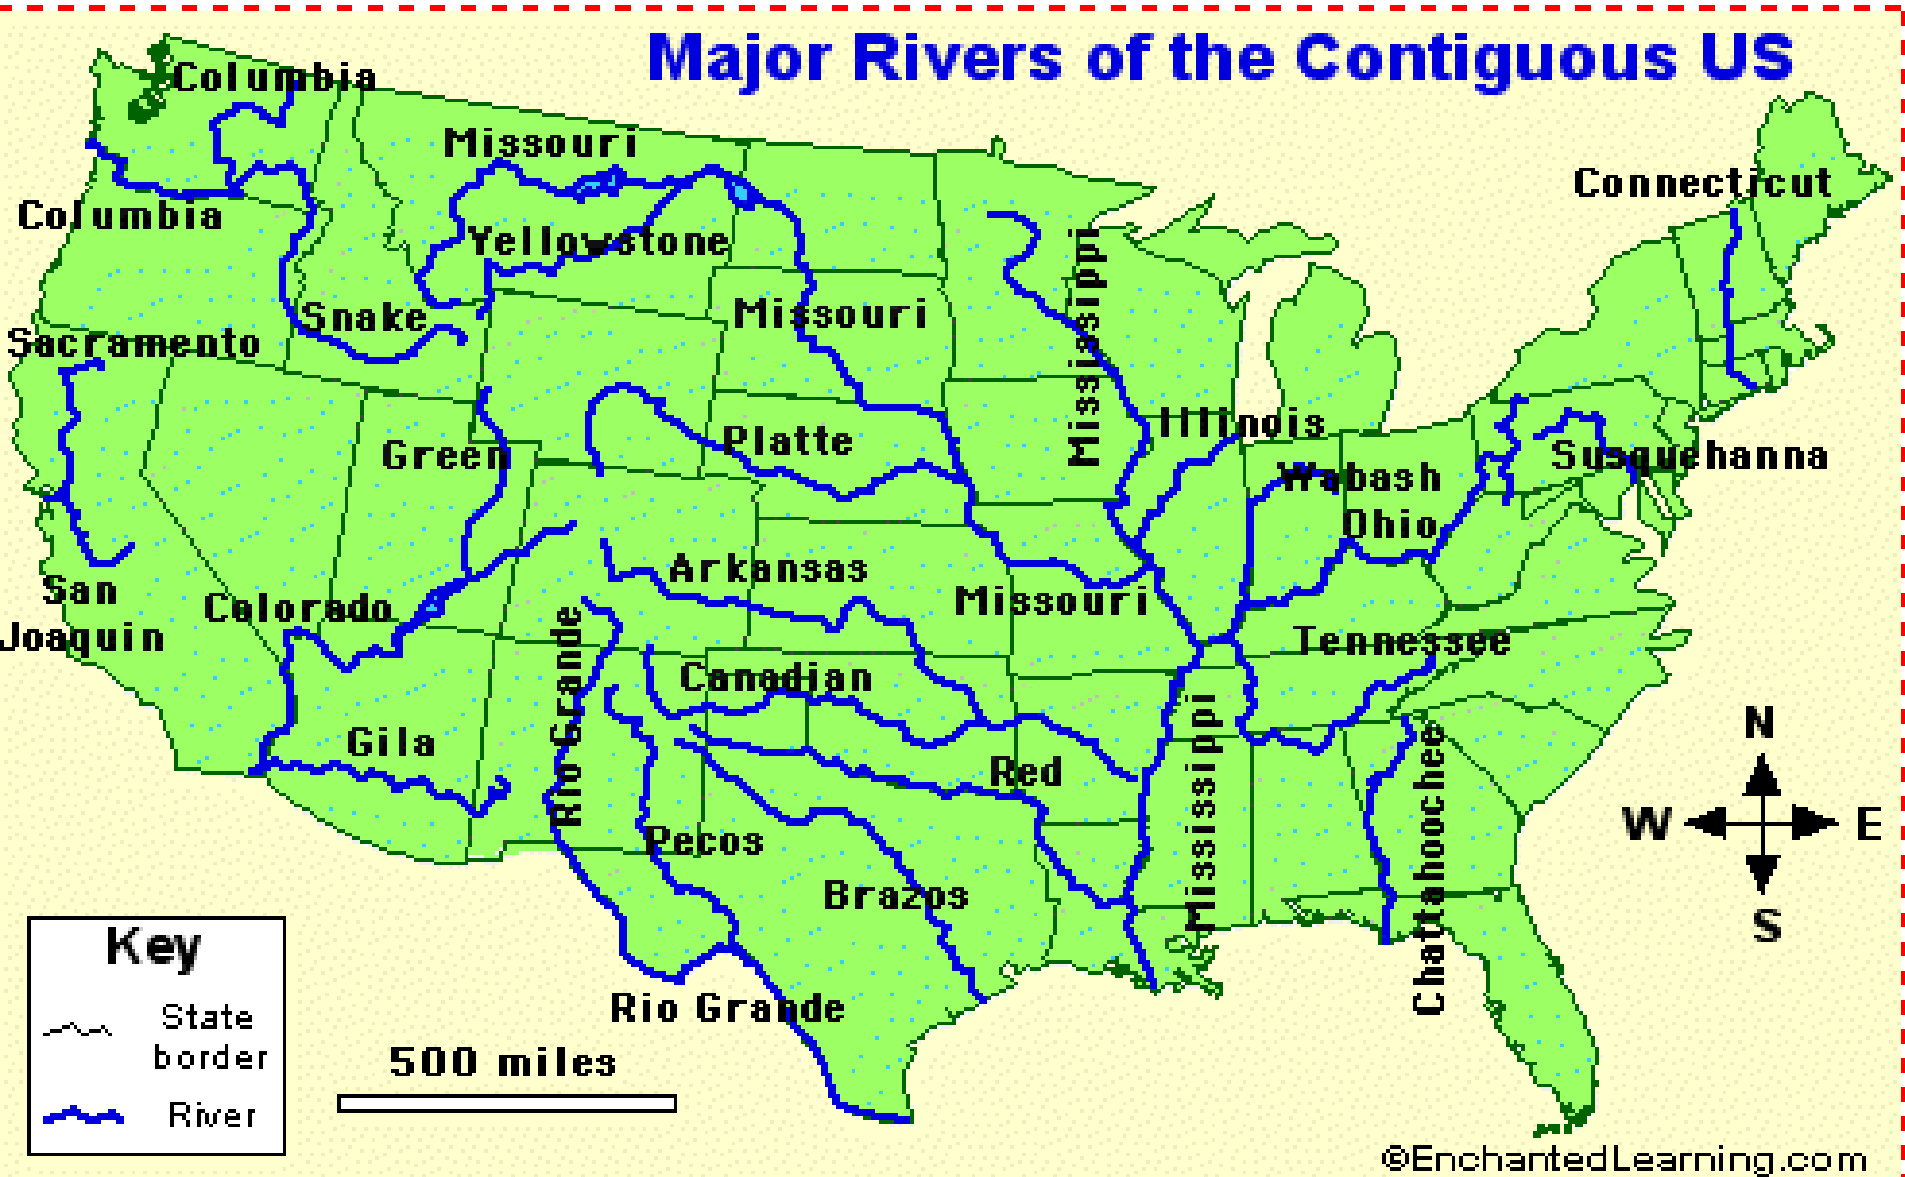 Major Rivers of the Contiguous US
Columbia
Missouri
Connecticut
Columbia
Yellowstone
Mississippi
Snake
Missouri
Sacramento
Illinois
Platte
Green
Susquehanna
Wabash
Ohio
Arkansas
San
Joaquin
Colorado
Missouri
Rio Grande
Tennessee
Canadian
Gila
Red
Mississippi
Chattahoochee
Pecos
Brazos
Rio Grande
N
W
E
S
Key
State
border
River
500 miles
©EnchantedLearning.com